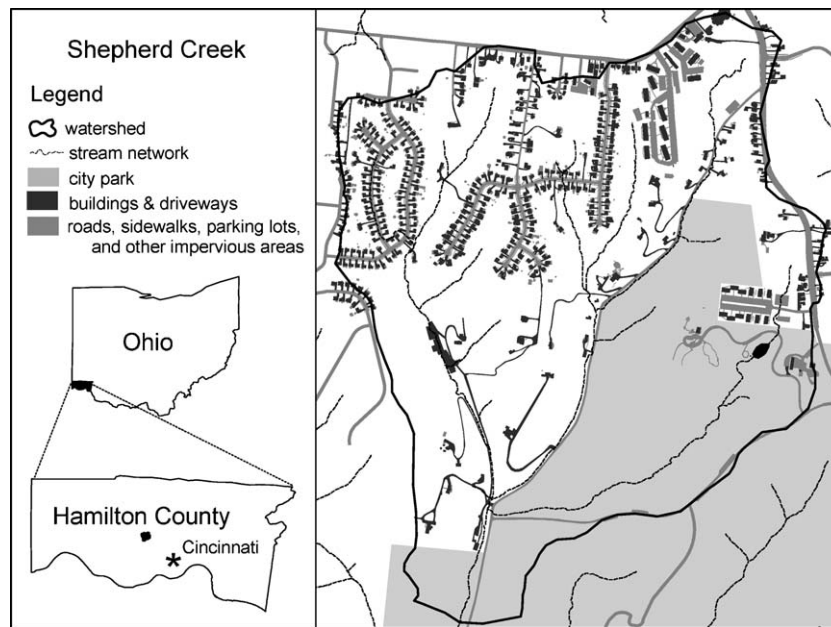 Shepherd Creek
Legend
watershed
stream network
city park
buildings & driveways
roads, sidewalks, parking lots,
and other impervious areas
Ohio
Hamilton County
Cincinnati
*